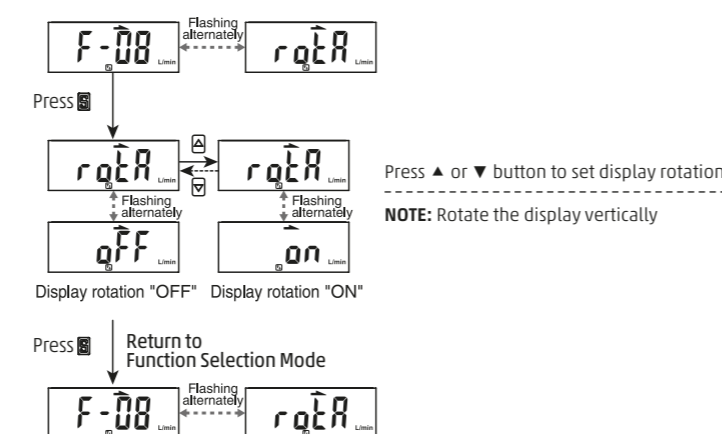 Flashing
alternately
F-08 L/min
rotA L/min
Press S
rotA L/min
rotA L/min
Press ▲ or ▼ button to set display rotation
Flashing
alternately
Flashing
alternately
NOTE: Rotate the display vertically
oFF L/min
on L/min
Display rotation "OFF" Display rotation "ON"
Press S
Return to
Function Selection Mode
Flashing
alternately
F-08 L/min
rotA L/min